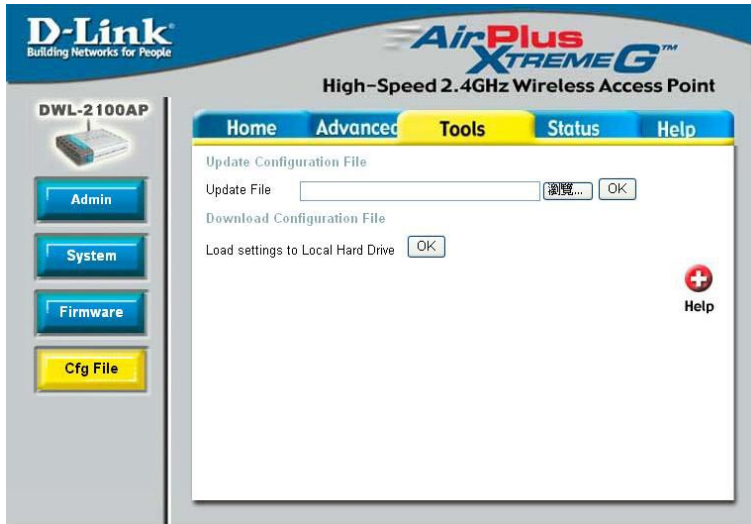 D-Link
Building Networks for People
AirPlus
XTREME G™
High-Speed 2.4GHz Wireless Access Point
DWL-2100AP
Home Advanced Tools Status Help
Admin
System
Firmware
Cfg File
Update Configuration File
Update File 瀏覽... OK
Download Configuration File
Load settings to Local Hard Drive OK
Help